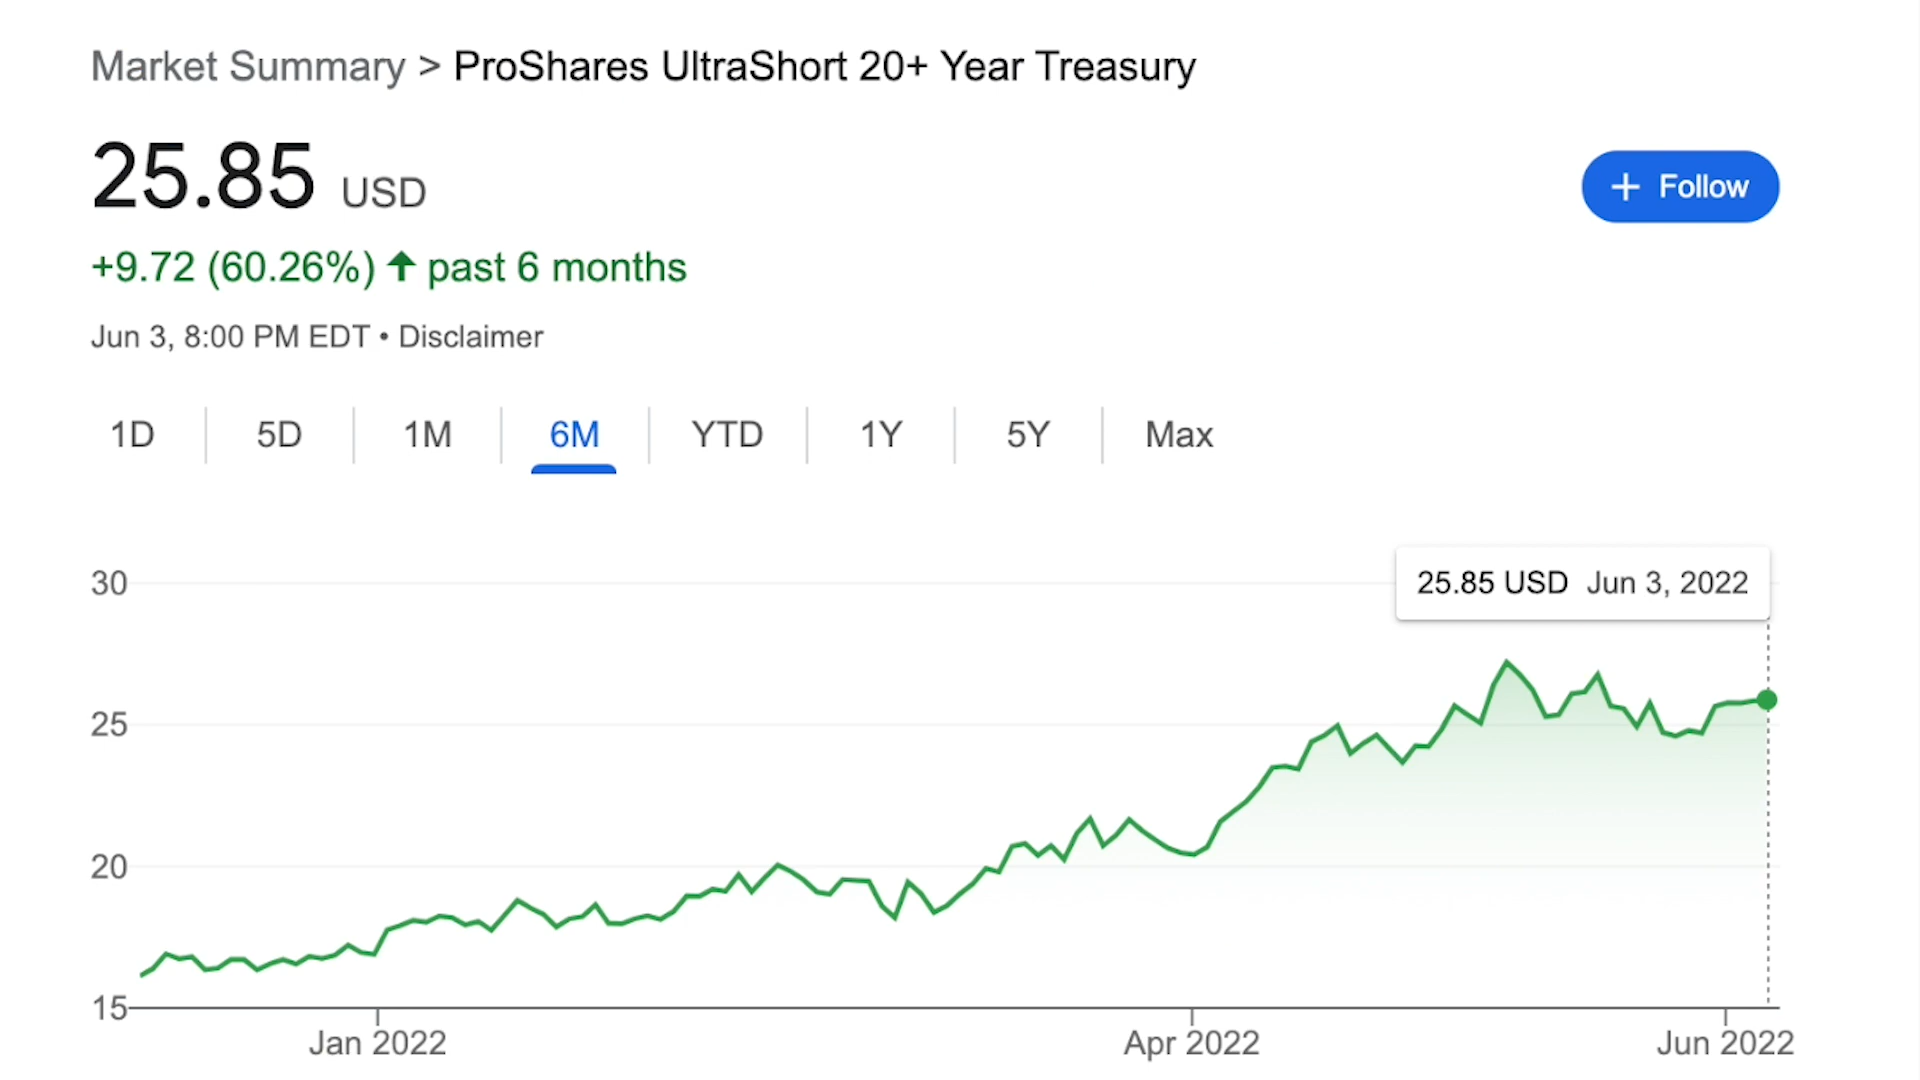 Market Summary > ProShares UltraShort 20+ Year Treasury
25.85 USD
+ Follow
+9.72 (60.26%) ↑ past 6 months
Jun 3, 8:00 PM EDT • Disclaimer
1D 5D 1M 6M YTD 1Y 5Y Max
30
25.85 USD Jun 3, 2022
25
20
15
Jan 2022 Apr 2022 Jun 2022